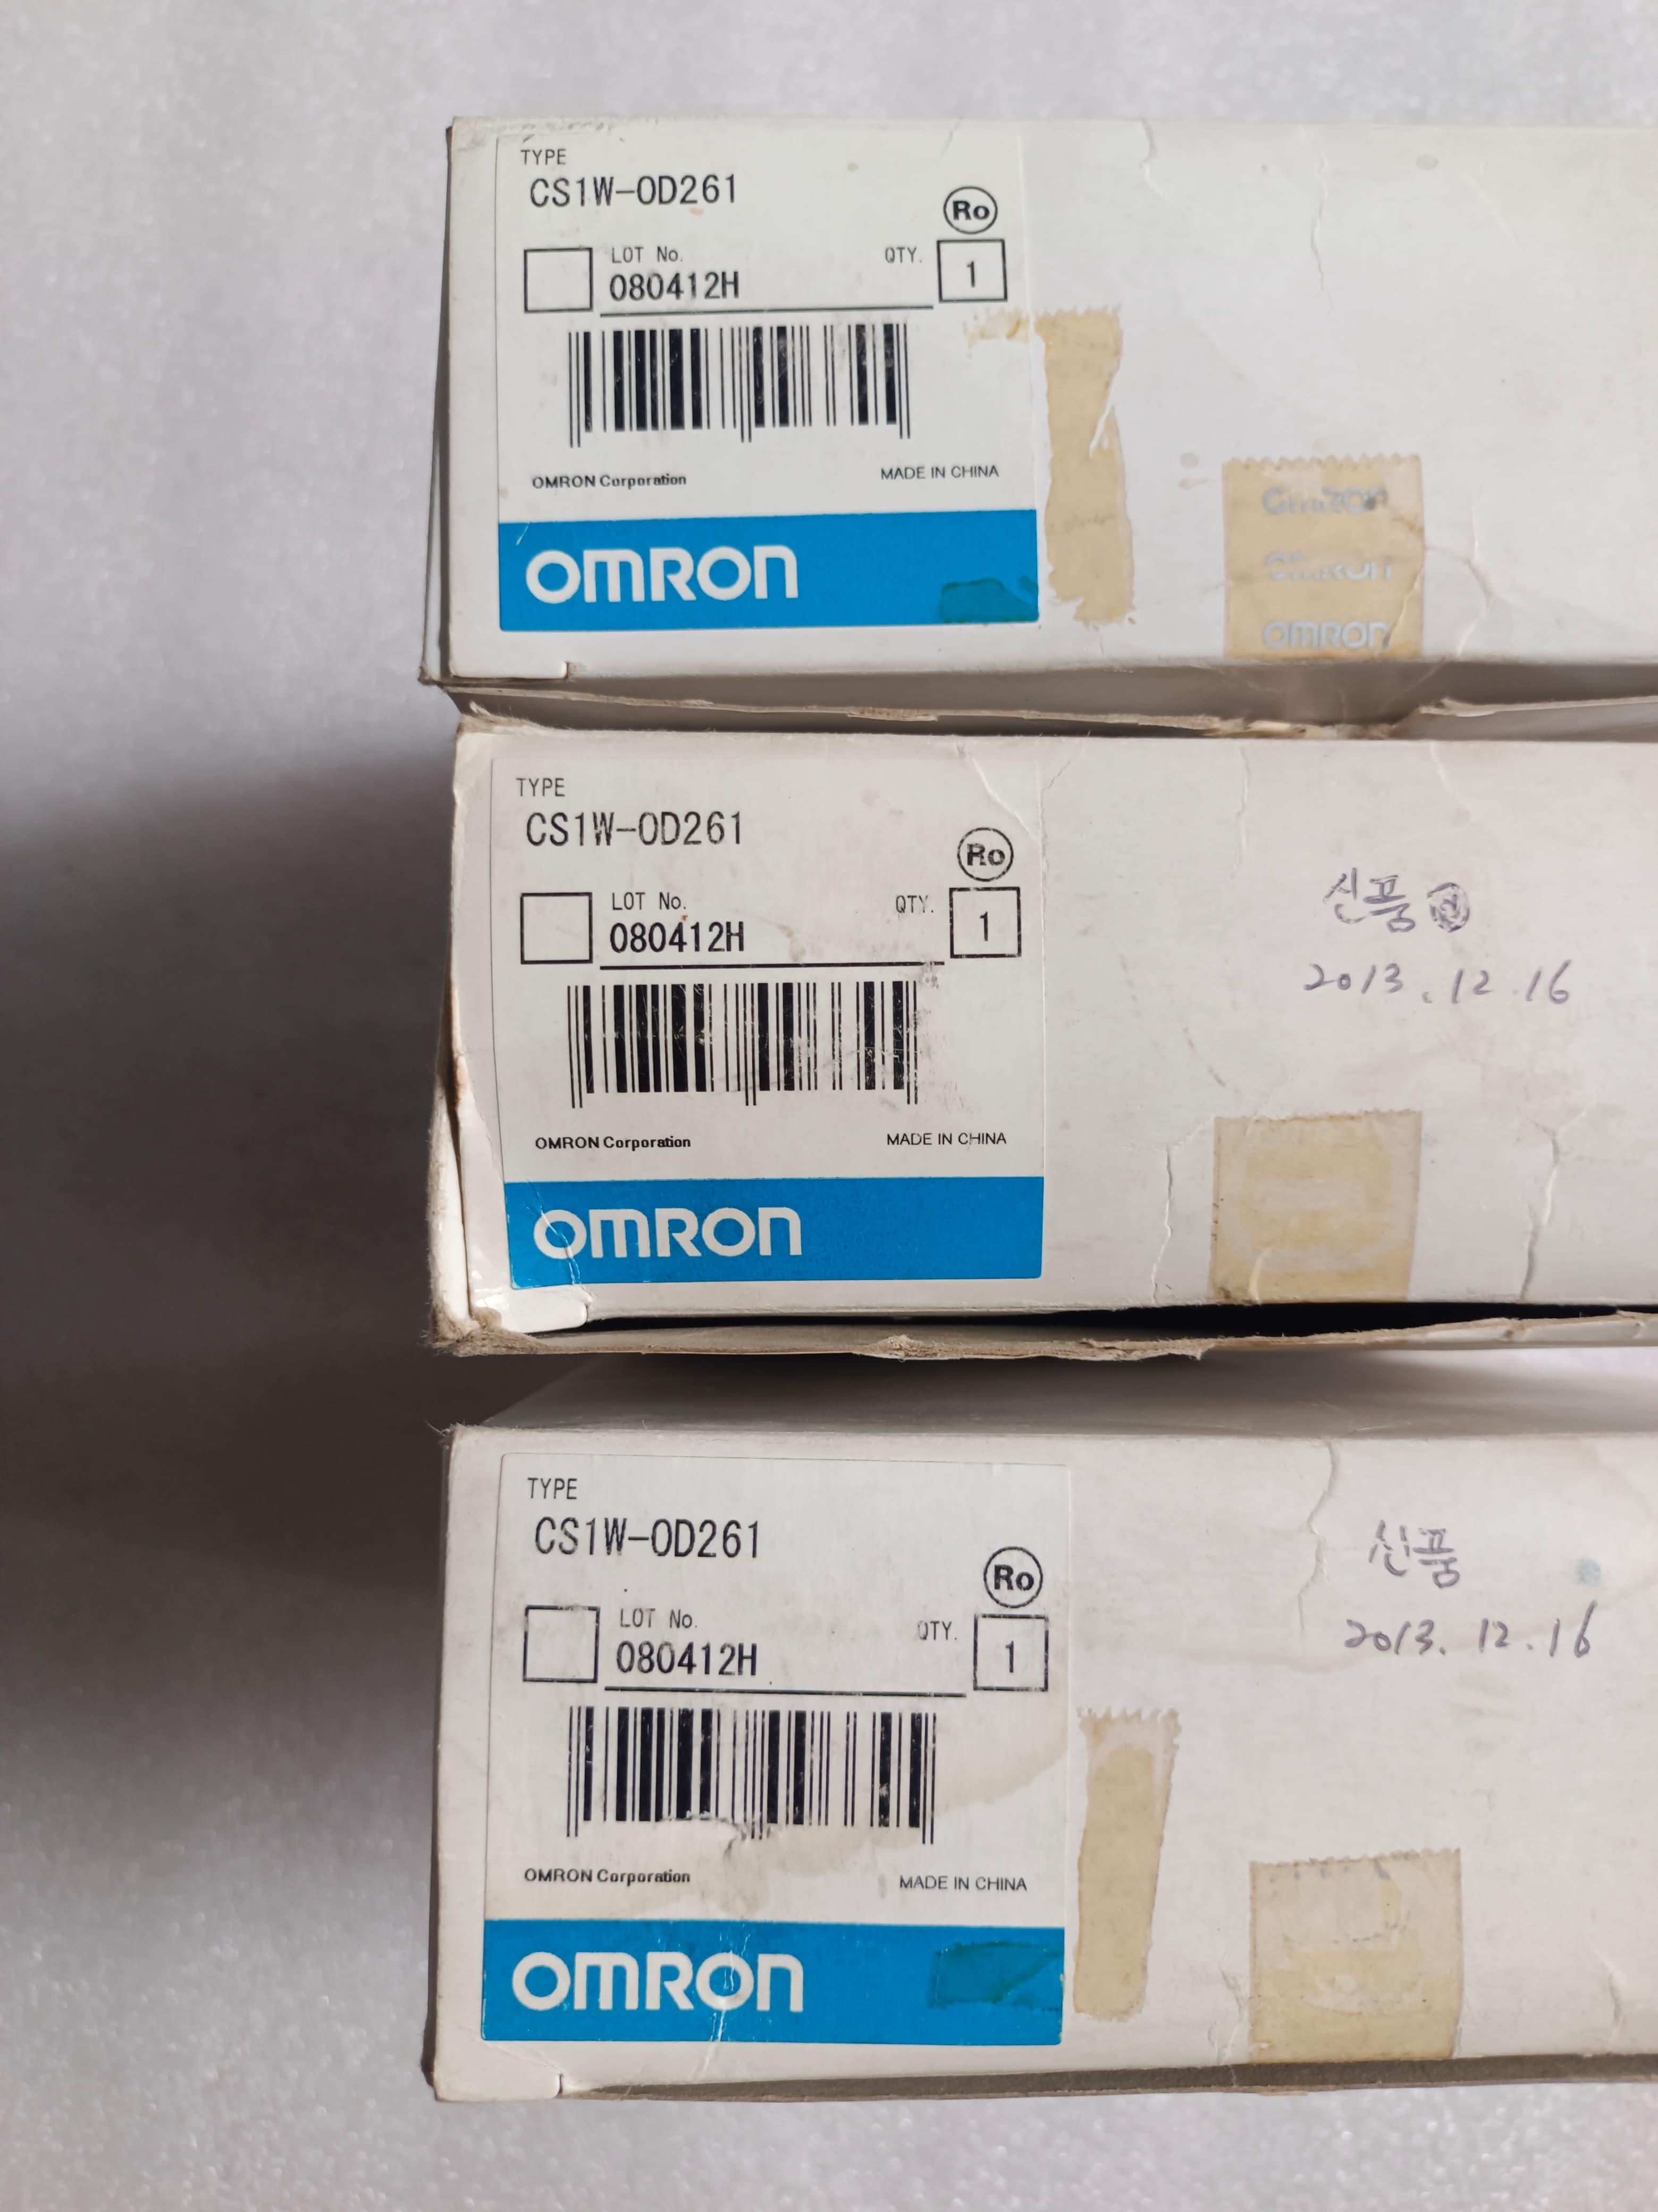 TYPE
CS1W-OD261
Ro
LOT No. QTY.
080412H 1
OMRON Corporation MADE IN CHINA
OMRON
OMRON
OMRON
TYPE
CS1W-OD261
Ro
LOT No. QTY.
080412H 1
OMRON Corporation MADE IN CHINA
OMRON
신품
2013.12.16
TYPE
CS1W-OD261
Ro
LOT No. QTY.
080412H 1
OMRON Corporation MADE IN CHINA
OMRON
신품
2013.12.16